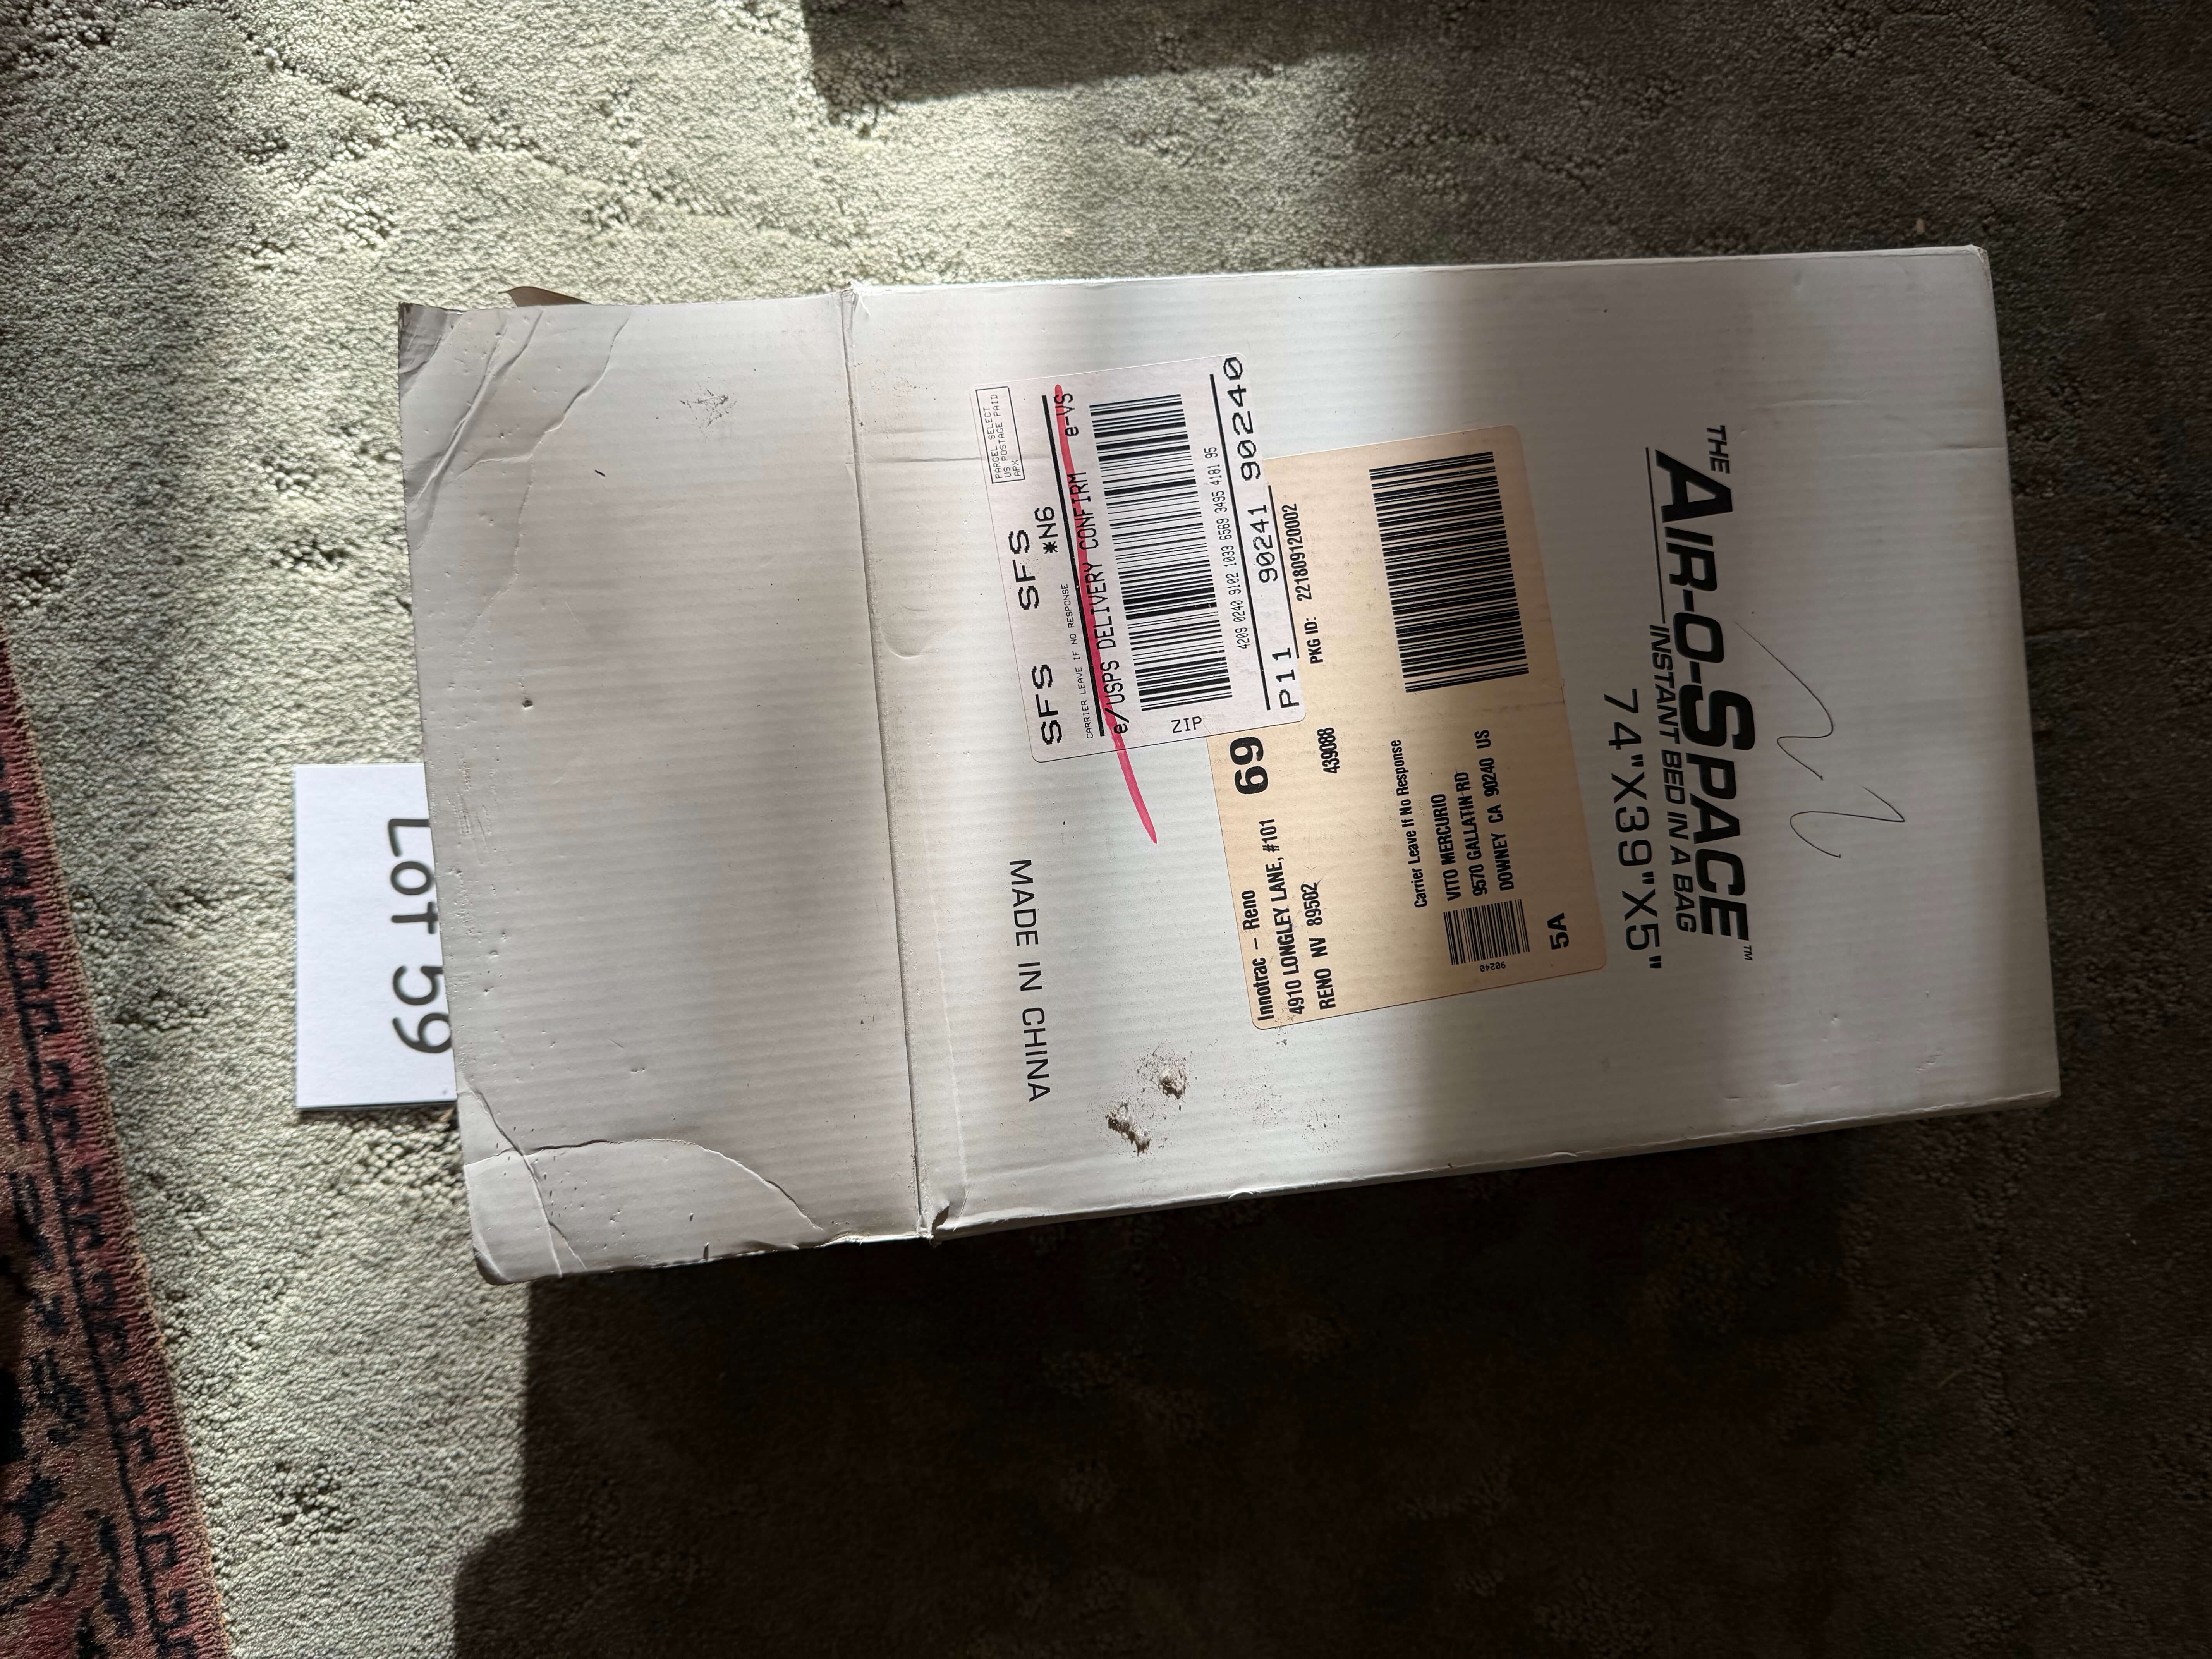 Lot 59
MADE IN CHINA
PARCEL SELECT
US POSTAGE PAID
APX
SFS SFS SFS
*N6
CARRIER LEAVE IF NO RESPONSE
e/USPS DELIVERY CONFIRM e-VS
ZIP
4209 0240 9102 1033 6569 3495 4181 95
P11 90241 90240
Innotrac - Reno 69
4910 LONGLEY LANE, #101
RENO NV 89502
439088
PKG ID: 221809120002
Carrier Leave If No Response
VITO MERCURIO
9570 GALLATIN RD
DOWNEY CA 90240 US
90240
5A
THE
AIR-O-SPACE™
INSTANT BED IN A BAG
74"X39"X5"